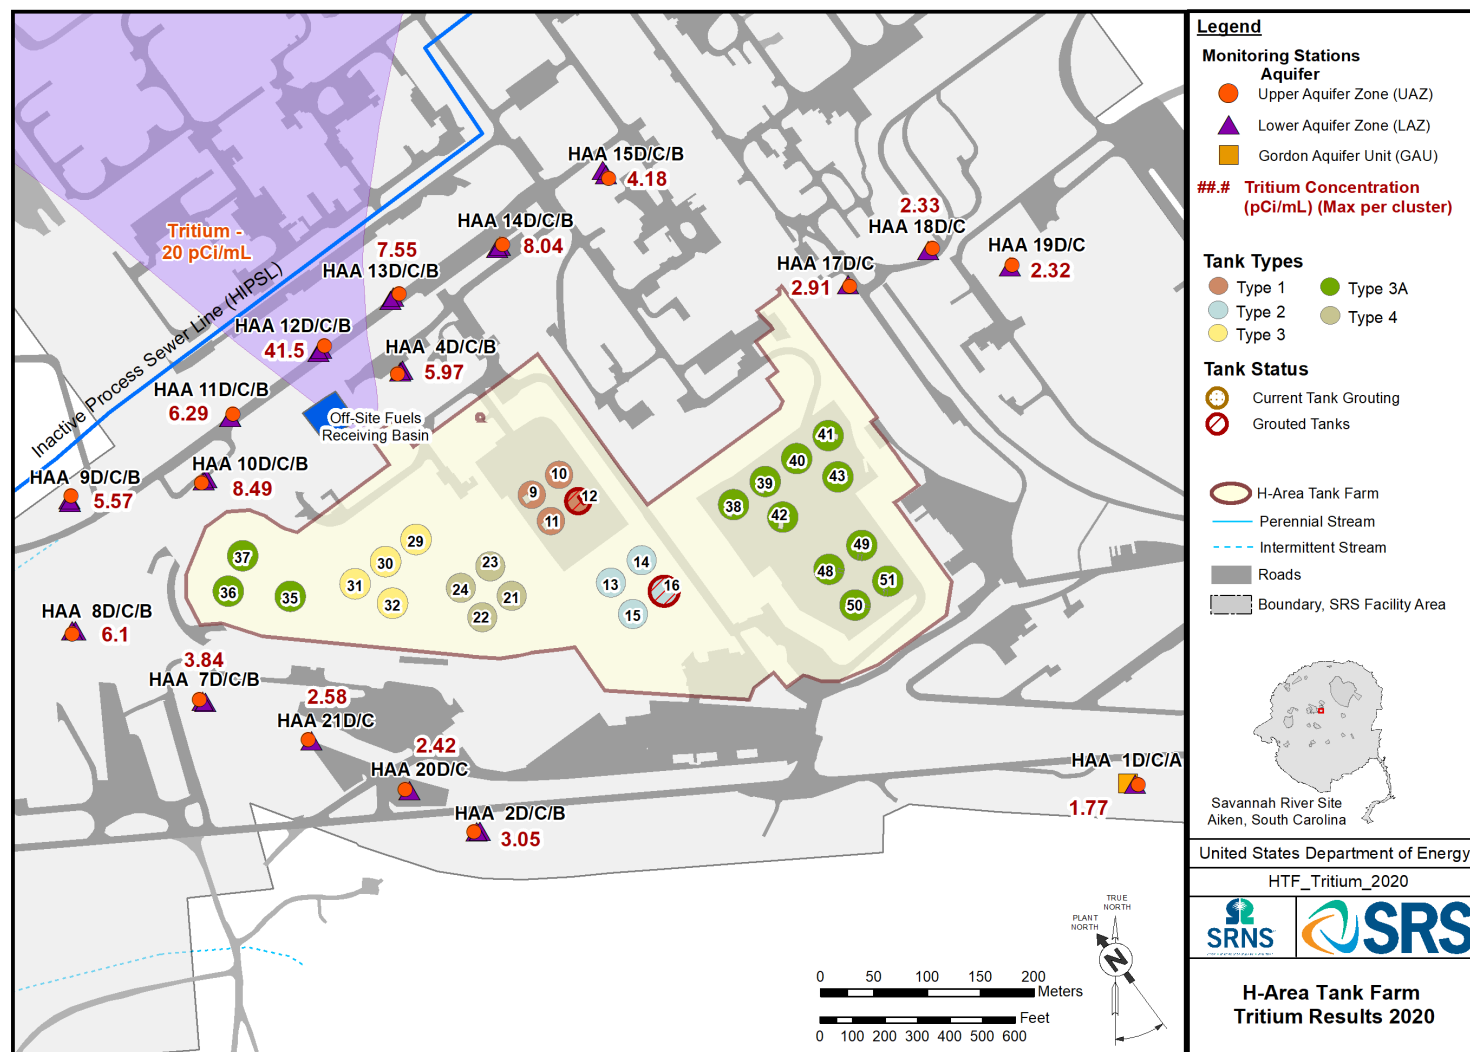 HAA 15D/C/B
4.18
HAA 14D/C/B
8.04
2.33
HAA 18D/C
HAA 19D/C
2.32
HAA 17D/C
2.91
Tritium -
20 pCi/mL
7.55
HAA 13D/C/B
HAA 12D/C/B
41.5
HAA 4D/C/B
5.97
Inactive Process Sewer Line (HIPSL)
HAA 11D/C/B
6.29
Off-Site Fuels
Receiving Basin
HAA 10D/C/B
8.49
HAA 9D/C/B
5.57
41
40
43
39
38
42
10
9
12
11
49
48
51
50
37
36
35
29
30
31
32
23
24
21
22
14
13
16
15
HAA 8D/C/B
6.1
3.84
HAA 7D/C/B
2.58
HAA 21D/C
2.42
HAA 20D/C
HAA 2D/C/B
3.05
HAA 1D/C/A
1.77
TRUE
NORTH
PLANT
NORTH
N
0 50 100 150 200
Meters
Feet
0 100 200 300 400 500 600
Legend
Monitoring Stations
Aquifer
Upper Aquifer Zone (UAZ)
Lower Aquifer Zone (LAZ)
Gordon Aquifer Unit (GAU)
##.# Tritium Concentration
(pCi/mL) (Max per cluster)
Tank Types
Type 1
Type 2
Type 3
Type 3A
Type 4
Tank Status
Current Tank Grouting
Grouted Tanks
H-Area Tank Farm
Perennial Stream
Intermittent Stream
Roads
Boundary, SRS Facility Area
Savannah River Site
Aiken, South Carolina
United States Department of Energy
HTF_Tritium_2020
SRNS
SRS
H-Area Tank Farm
Tritium Results 2020